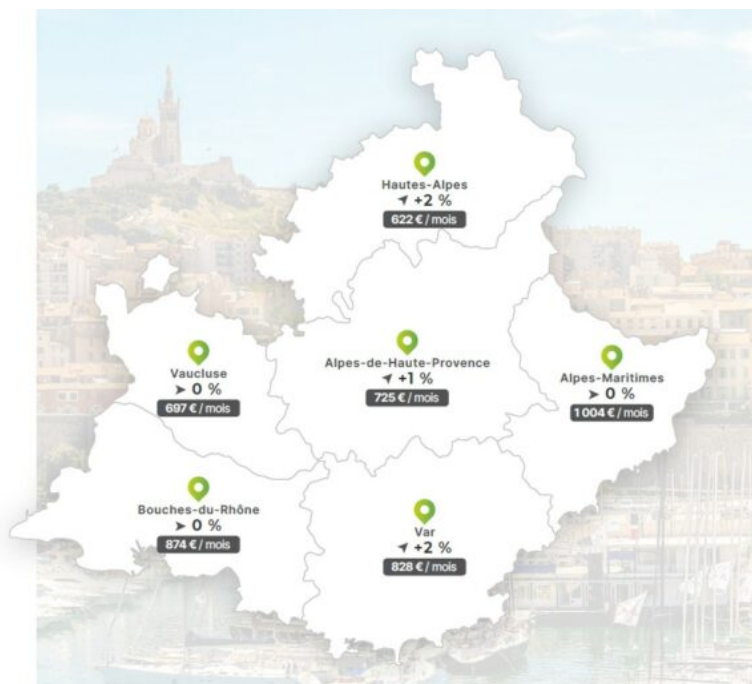 Hautes-Alpes
+2 %
622 € / mois
Alpes-de-Haute-Provence
+1 %
725 € / mois
Vaucluse
0 %
697 € / mois
Alpes-Maritimes
0 %
1 004 € / mois
Bouches-du-Rhône
0 %
874 € / mois
Var
+2 %
828 € / mois